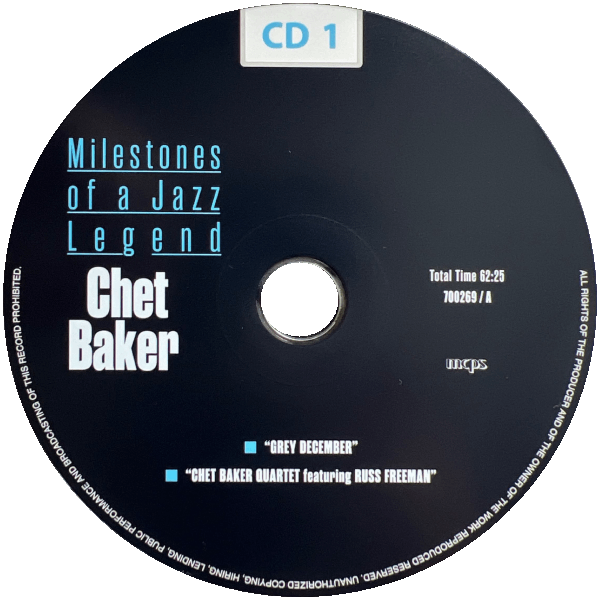 CD 1
Milestones
of a Jazz
Legend
Chet
Baker
Total Time 62:25
700269 / A
mcps
"GREY DECEMBER"
"CHET BAKER QUARTET featuring RUSS FREEMAN"
ALL RIGHTS OF THE PRODUCER AND OF THE OWNER OF THE WORK REPRODUCED RESERVED. UNAUTHORIZED COPYING, HIRING, LENDING, PUBLIC PERFORMANCE AND BROADCASTING OF THIS RECORD PROHIBITED.